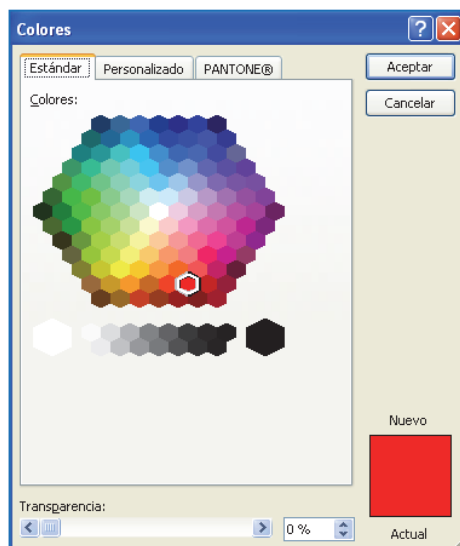 Colores
Estándar Personalizado PANTONE®
Aceptar
Colores:
Cancelar
Nuevo
Transparencia:
0 %
Actual